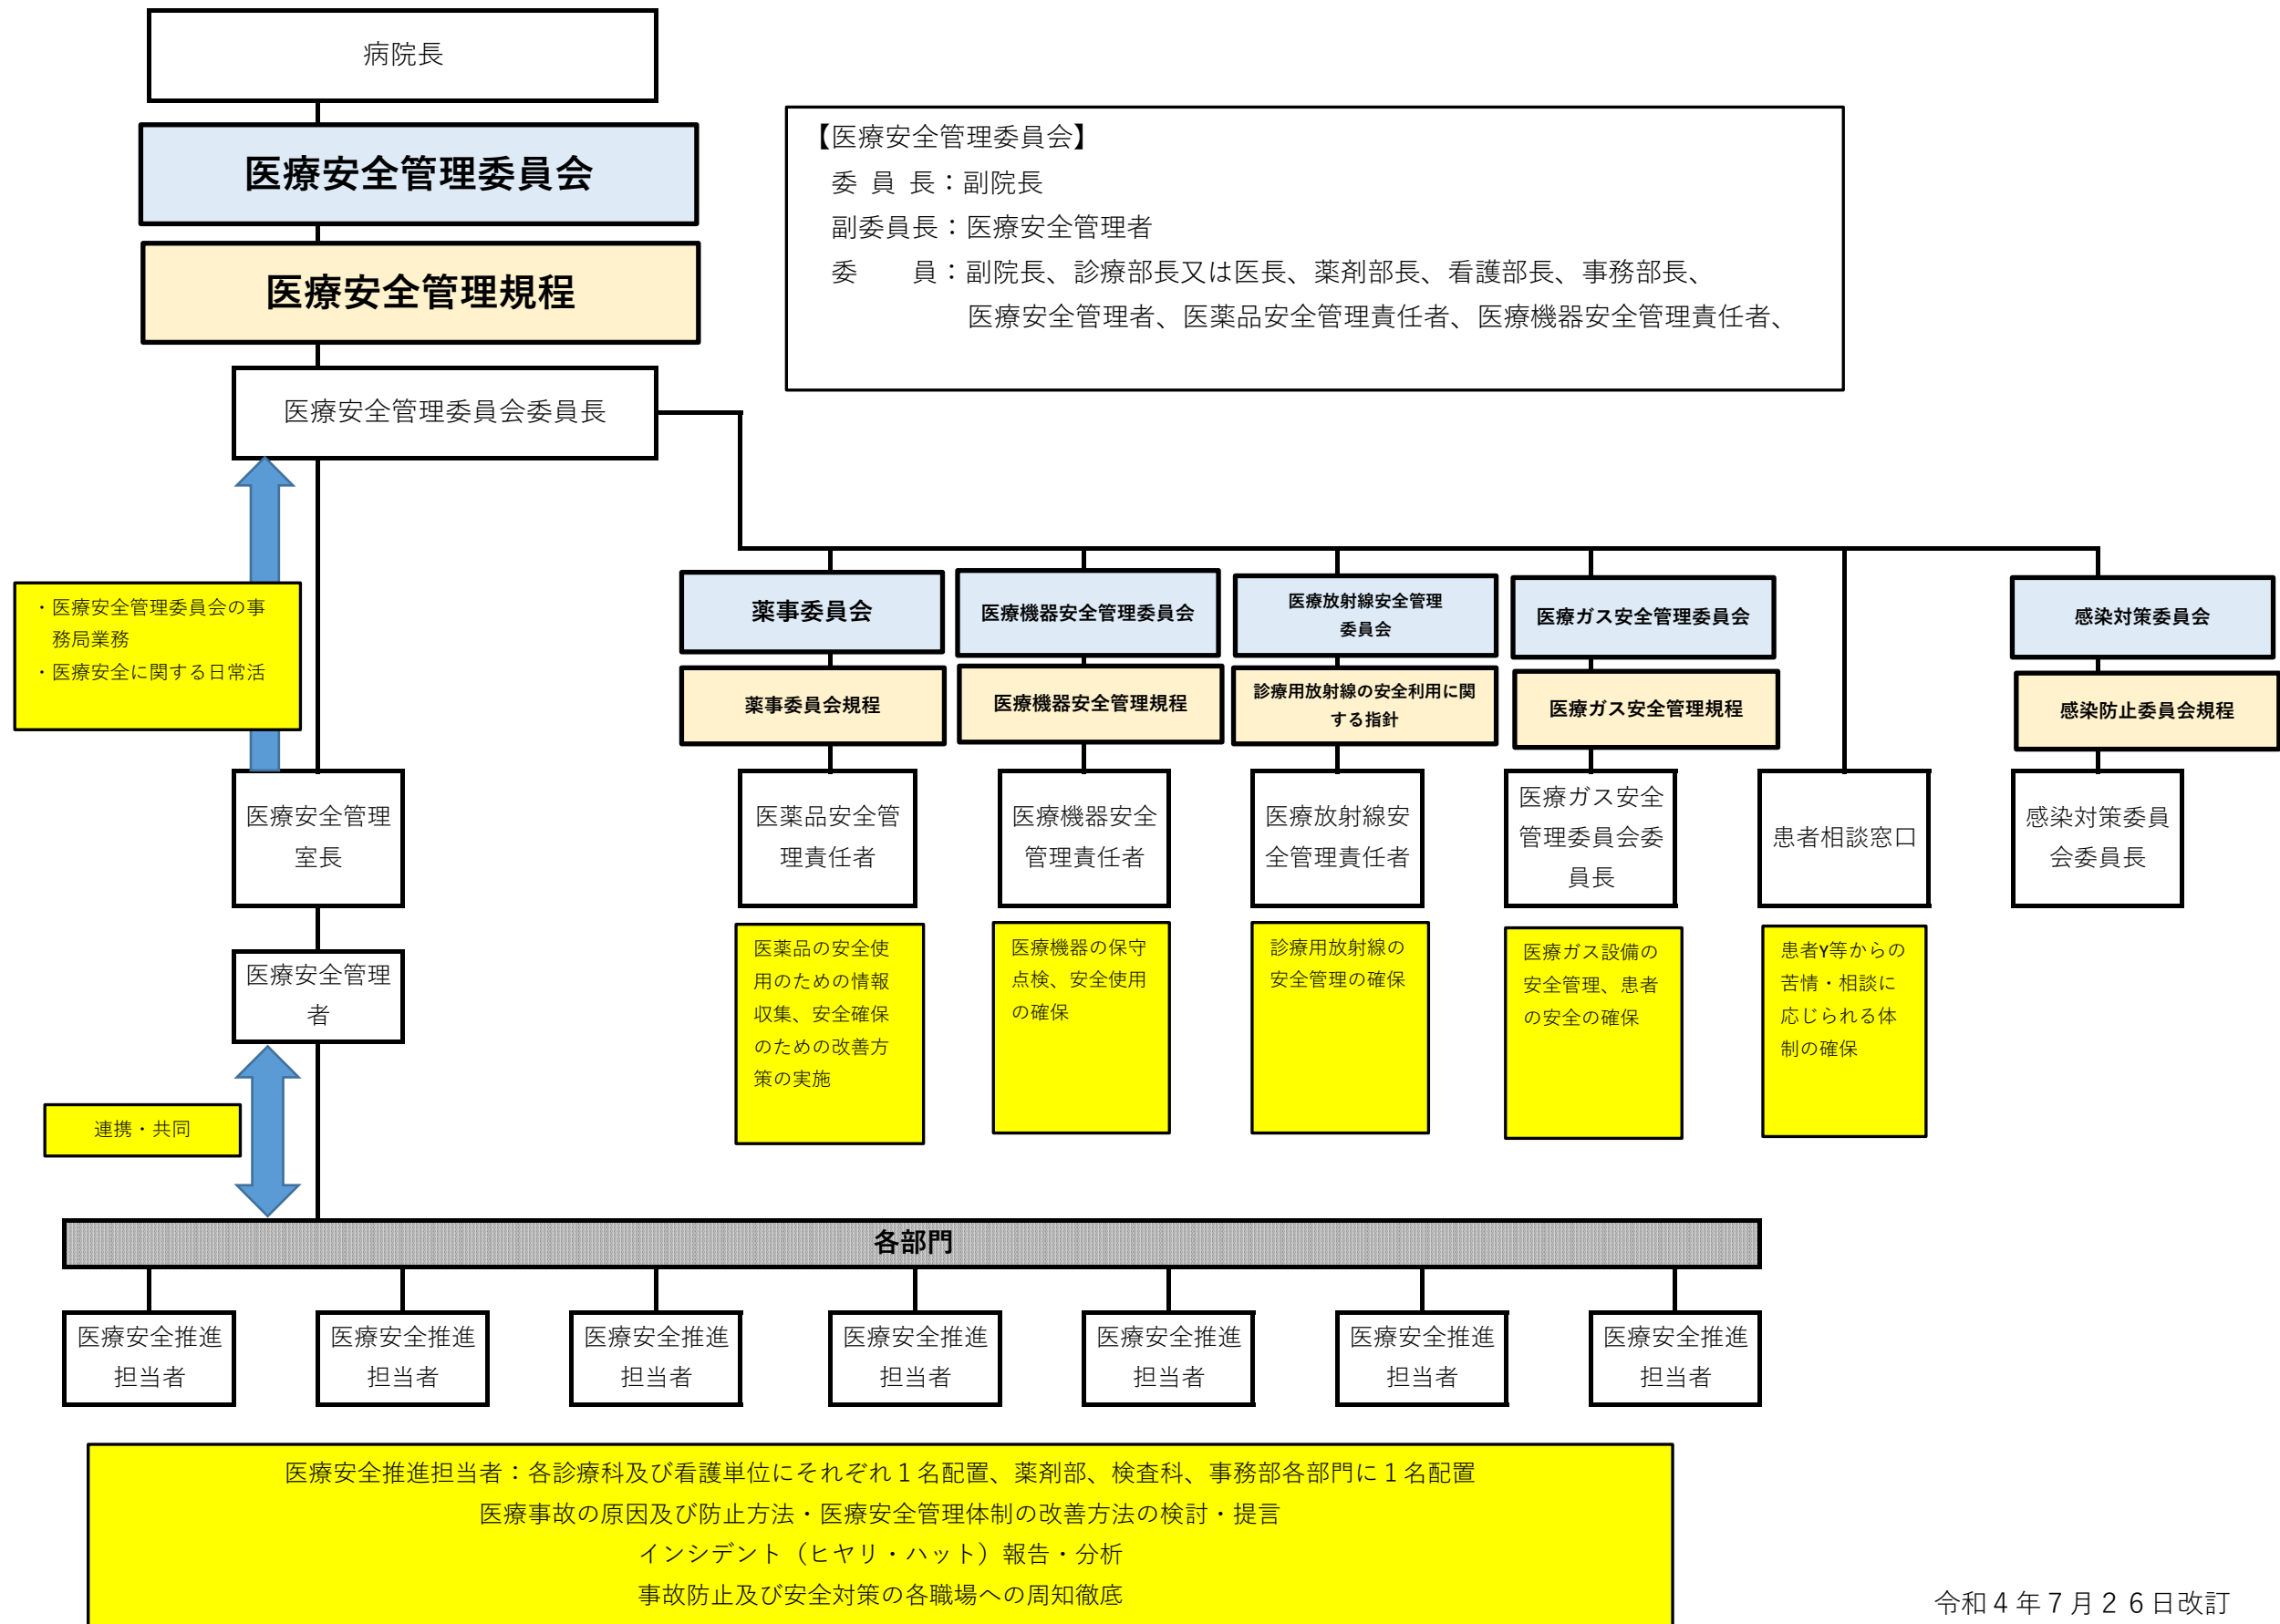 病院長
医療安全管理委員会
医療安全管理規程
【医療安全管理委員会】
委 員 長：副院長
副委員長：医療安全管理者
委　　員：副院長、診療部長又は医長、薬剤部長、看護部長、事務部長、
医療安全管理者、医薬品安全管理責任者、医療機器安全管理責任者、
医療安全管理委員会委員長
・医療安全管理委員会の事
務局業務
・医療安全に関する日常活
薬事委員会
医療機器安全管理委員会
医療放射線安全管理
委員会
医療ガス安全管理委員会
感染対策委員会
薬事委員会規程
医療機器安全管理規程
診療用放射線の安全利用に関
する指針
医療ガス安全管理規程
感染防止委員会規程
医療安全管理
室長
医薬品安全管
理責任者
医療機器安全
管理責任者
医療放射線安
全管理責任者
医療ガス安全
管理委員会委
員長
患者相談窓口
感染対策委員
会委員長
医療安全管理
者
医薬品の安全使
用のための情報
収集、安全確保
のための改善方
策の実施
医療機器の保守
点検、安全使用
の確保
診療用放射線の
安全管理の確保
医療ガス設備の
安全管理、患者
の安全の確保
患者Y等からの
苦情・相談に
応じられる体
制の確保
連携・共同
各部門
医療安全推進
担当者
医療安全推進
担当者
医療安全推進
担当者
医療安全推進
担当者
医療安全推進
担当者
医療安全推進
担当者
医療安全推進
担当者
医療安全推進担当者：各診療科及び看護単位にそれぞれ１名配置、薬剤部、検査科、事務部各部門に１名配置
医療事故の原因及び防止方法・医療安全管理体制の改善方法の検討・提言
インシデント（ヒヤリ・ハット）報告・分析
事故防止及び安全対策の各職場への周知徹底
令和４年７月２６日改訂